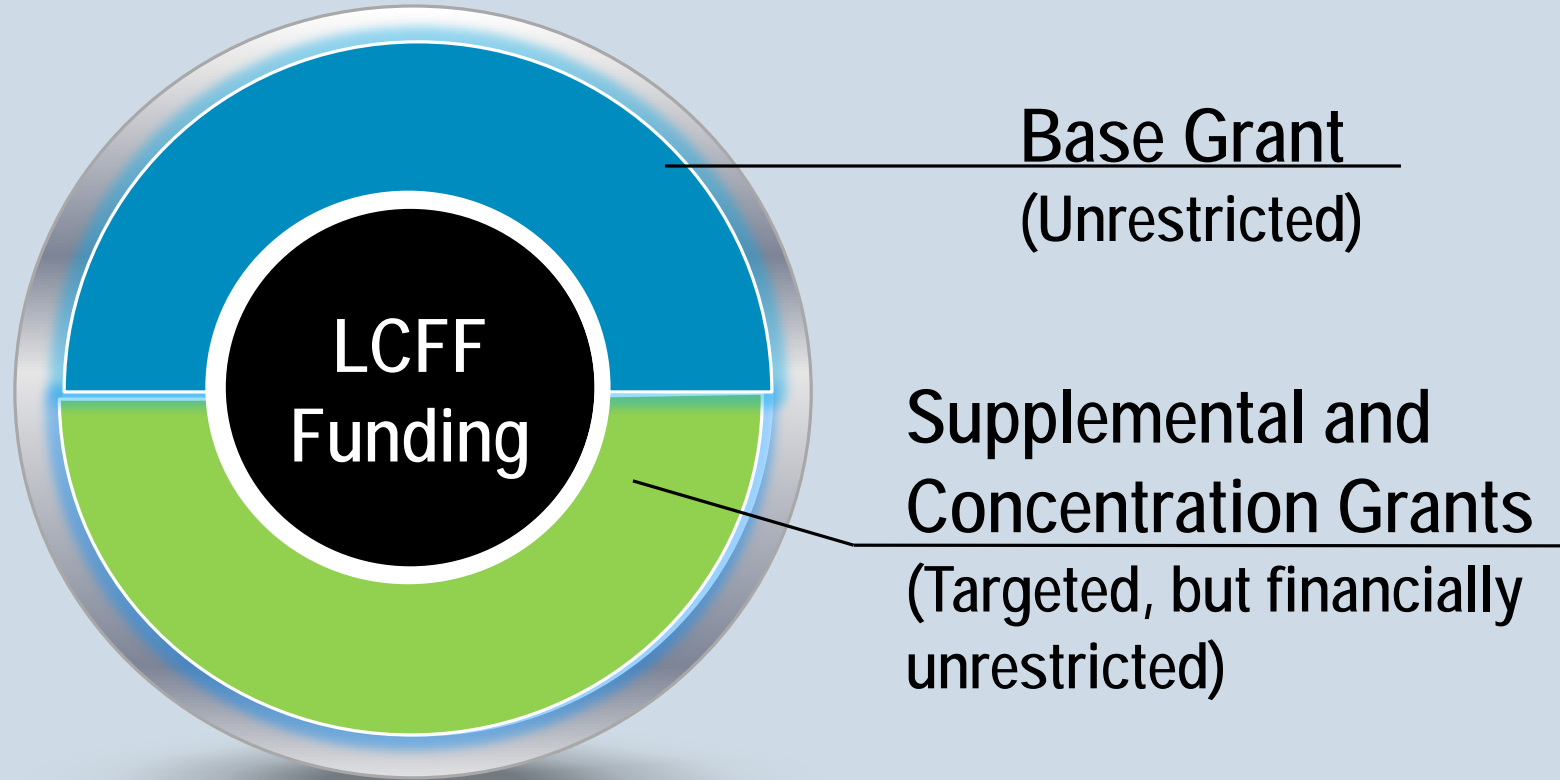 LCFF
Funding
Base Grant
(Unrestricted)
Supplemental and
Concentration Grants
(Targeted, but financially
unrestricted)